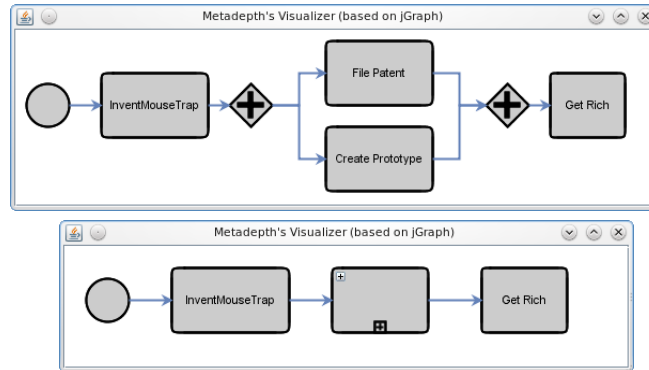 Metadepth's Visualizer (based on jGraph)
File Patent
InventMouseTrap
Get Rich
Create Prototype
Metadepth's Visualizer (based on jGraph)
InventMouseTrap
Get Rich